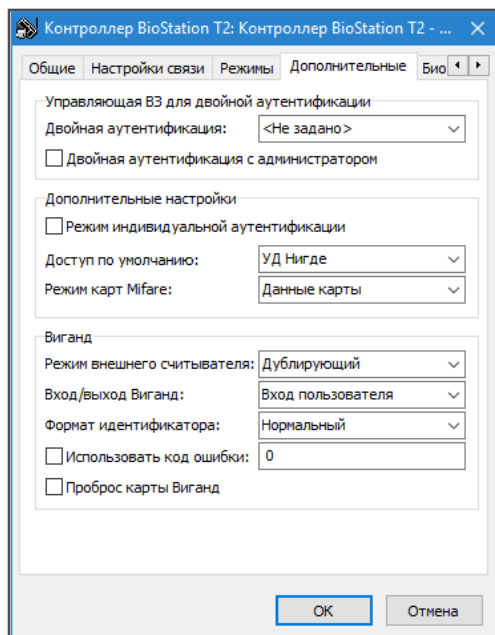 Контроллер BioStation T2: Контроллер BioStation T2 - ...
Общие Настройки связи Режимы Дополнительные Био
Управляющая ВЗ для двойной аутентификации
Двойная аутентификация: <Не задано>
Двойная аутентификация с администратором
Дополнительные настройки
Режим индивидуальной аутентификации
Доступ по умолчанию: УД Нигде
Режим карт Mifare: Данные карты
Виганд
Режим внешнего считывателя: Дублирующий
Вход/выход Виганд: Вход пользователя
Формат идентификатора: Нормальный
Использовать код ошибки: 0
Проброс карты Виганд
ОК Отмена